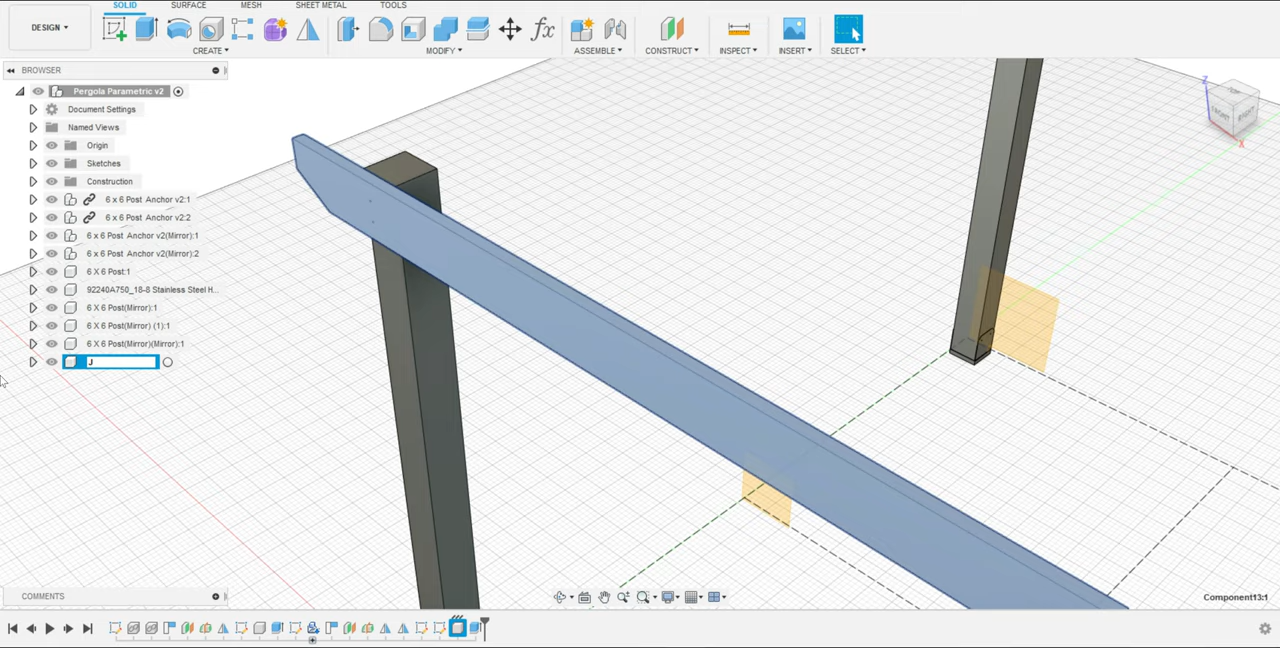 SOLID SURFACE MESH SHEET METAL TOOLS
DESIGN ▾
fx
CREATE ▾ MODIFY ▾ ASSEMBLE ▾ CONSTRUCT ▾ INSPECT ▾ INSERT ▾ SELECT ▾
BROWSER
Pergola Parametric v2
Document Settings
Named Views
Origin
Sketches
Construction
6 x 6 Post Anchor v2:1
6 x 6 Post Anchor v2:2
6 x 6 Post Anchor v2(Mirror):1
6 x 6 Post Anchor v2(Mirror):2
6 X 6 Post:1
92240A750_18-8 Stainless Steel H...
6 X 6 Post(Mirror):1
6 X 6 Post(Mirror) (1):1
6 X 6 Post(Mirror)(Mirror):1
J
Z
TOP
FRONT
RIGHT
X
COMMENTS
Component13:1